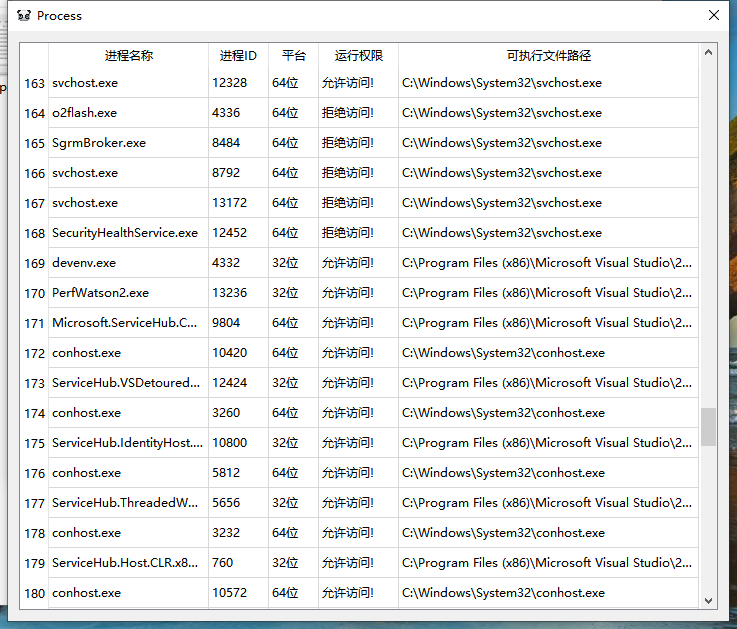 Process
进程名称 进程ID 平台 运行权限 可执行文件路径
163 svchost.exe 12328 64位 允许访问! C:\Windows\System32\svchost.exe
164 o2flash.exe 4336 64位 拒绝访问! C:\Windows\System32\svchost.exe
165 SgrmBroker.exe 8484 64位 拒绝访问! C:\Windows\System32\svchost.exe
166 svchost.exe 8792 64位 拒绝访问! C:\Windows\System32\svchost.exe
167 svchost.exe 13172 64位 拒绝访问! C:\Windows\System32\svchost.exe
168 SecurityHealthService.exe 12452 64位 拒绝访问! C:\Windows\System32\svchost.exe
169 devenv.exe 4332 32位 允许访问! C:\Program Files (x86)\Microsoft Visual Studio\2...
170 PerfWatson2.exe 13236 32位 允许访问! C:\Program Files (x86)\Microsoft Visual Studio\2...
171 Microsoft.ServiceHub.C... 9804 64位 允许访问! C:\Program Files (x86)\Microsoft Visual Studio\2...
172 conhost.exe 10420 64位 允许访问! C:\Windows\System32\conhost.exe
173 ServiceHub.VSDetoured... 12424 32位 允许访问! C:\Program Files (x86)\Microsoft Visual Studio\2...
174 conhost.exe 3260 64位 允许访问! C:\Windows\System32\conhost.exe
175 ServiceHub.IdentityHost.... 10800 32位 允许访问! C:\Program Files (x86)\Microsoft Visual Studio\2...
176 conhost.exe 5812 64位 允许访问! C:\Windows\System32\conhost.exe
177 ServiceHub.ThreadedW... 5656 32位 允许访问! C:\Program Files (x86)\Microsoft Visual Studio\2...
178 conhost.exe 3232 64位 允许访问! C:\Windows\System32\conhost.exe
179 ServiceHub.Host.CLR.x8... 760 32位 允许访问! C:\Program Files (x86)\Microsoft Visual Studio\2...
180 conhost.exe 10572 64位 允许访问! C:\Windows\System32\conhost.exe